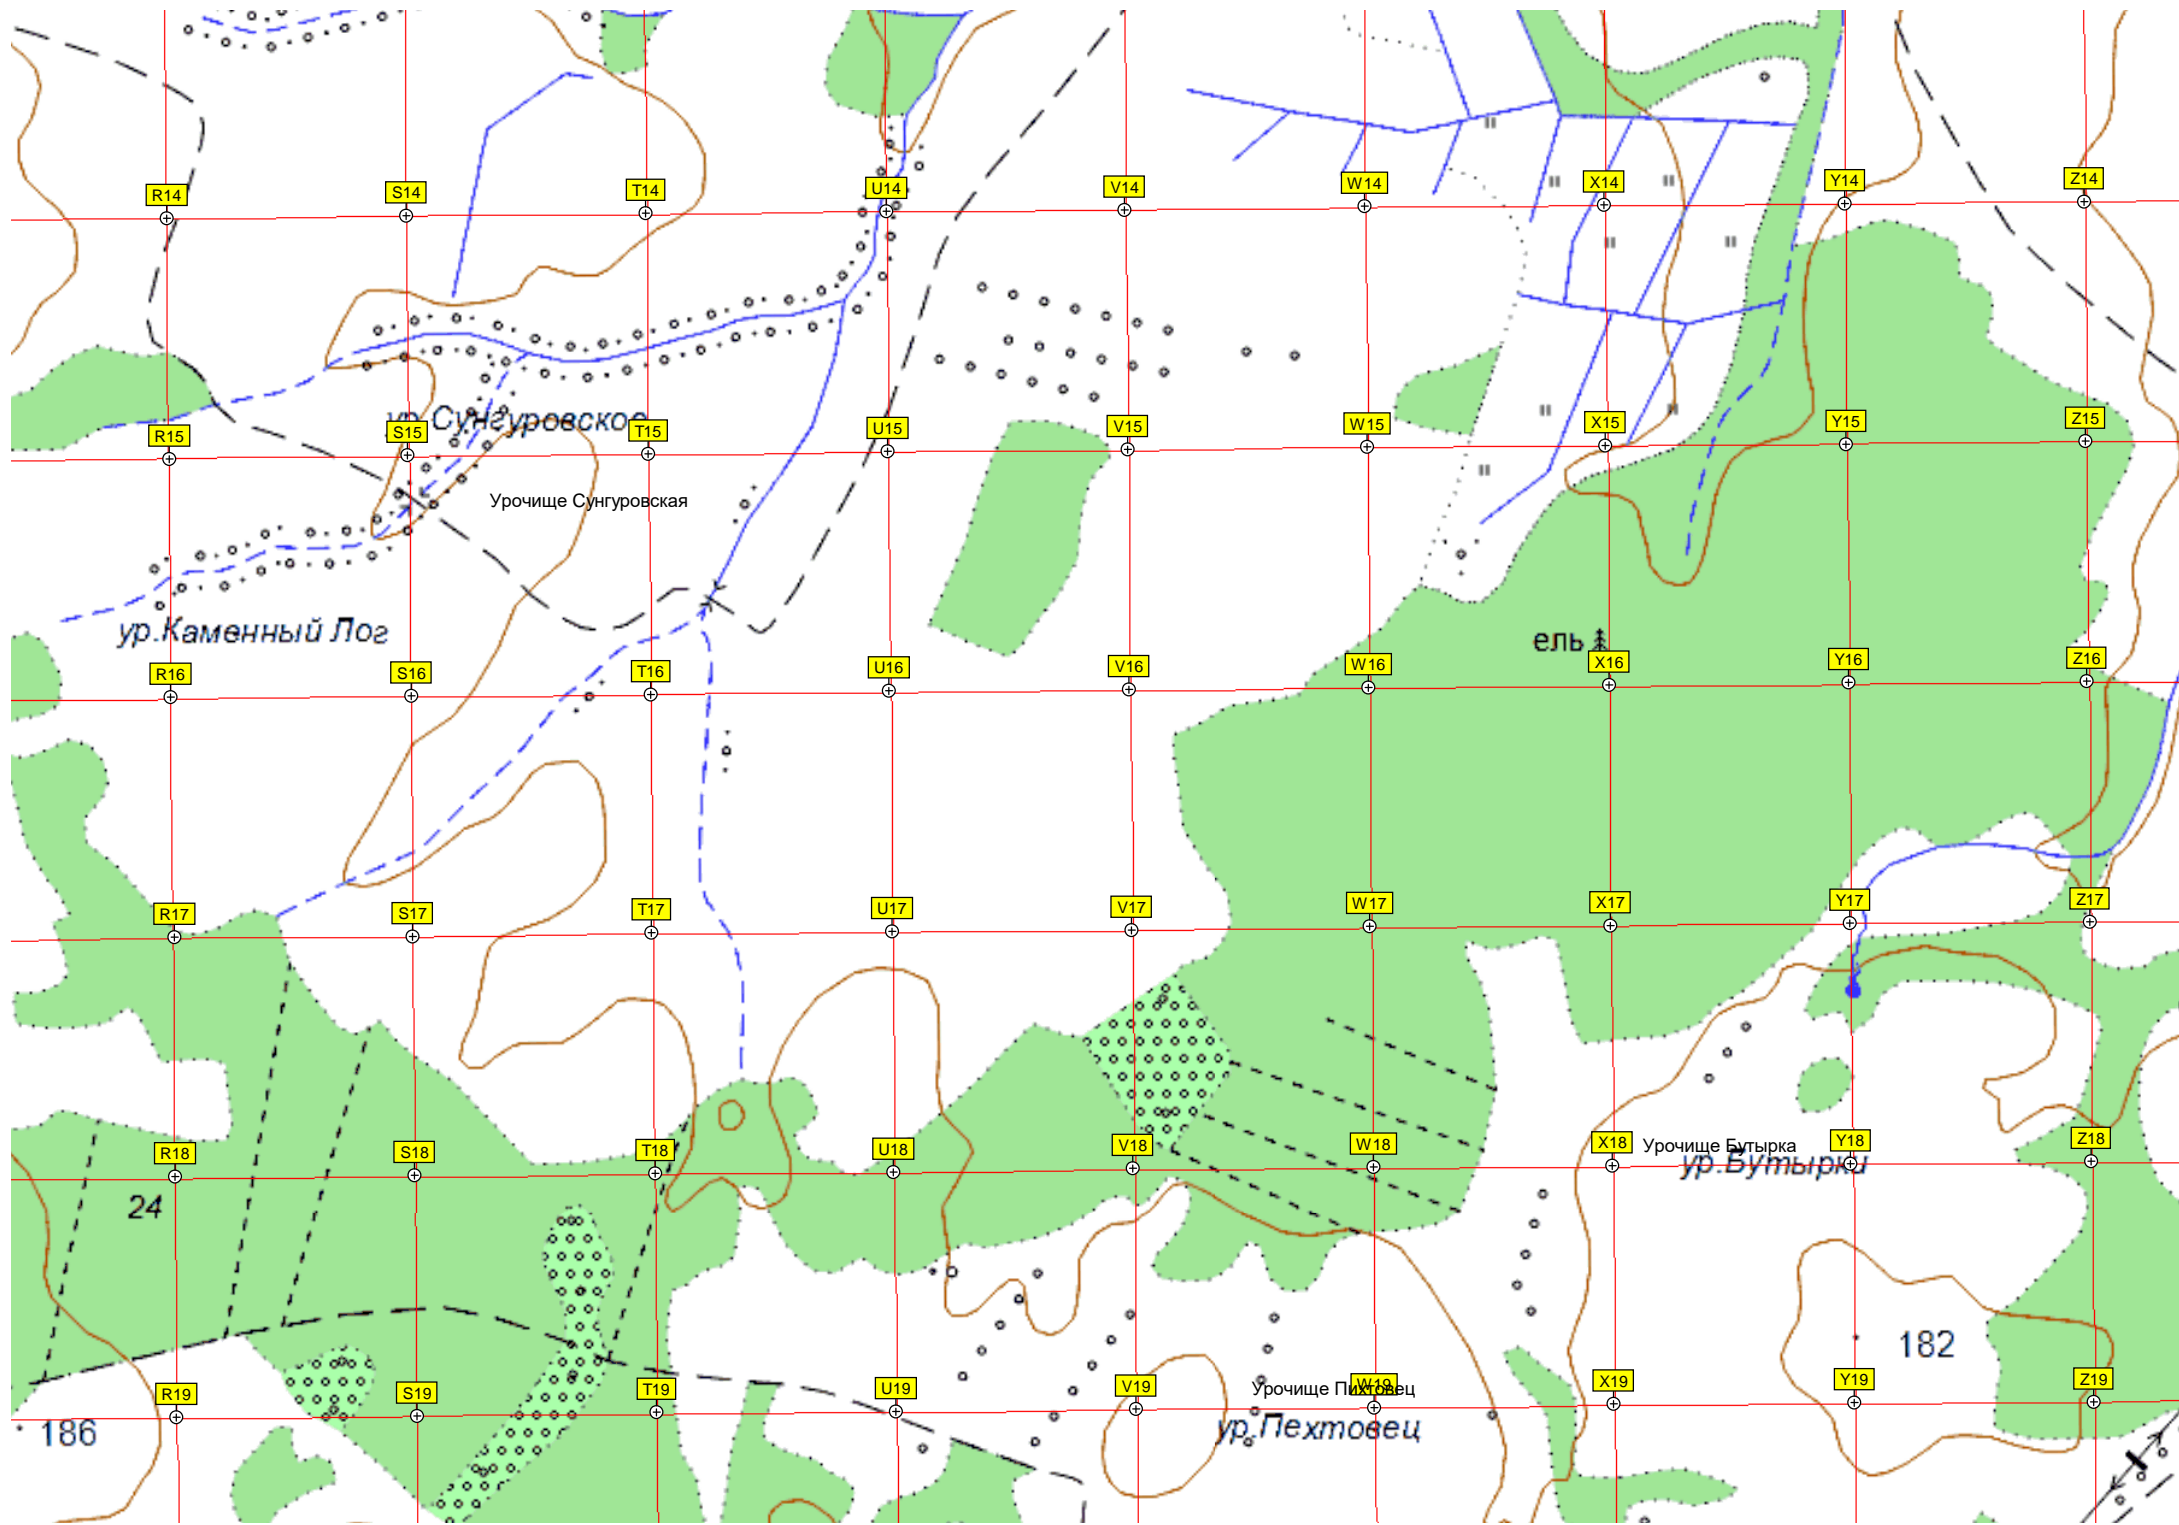 R14 S14 T14 U14 V14 W14 X14 Y14 Z14
ур.Сунгуровское
R15 S15 T15 U15 V15 W15 X15 Y15 Z15
Урочище Сунгуровская
ур.Каменный Лог
ель
R16 S16 T16 U16 V16 W16 X16 Y16 Z16
R17 S17 T17 U17 V17 W17 X17 Y17 Z17
R18 S18 T18 U18 V18 W18 X18 Урочище Бутырка Y18 Z18
ур.Бутырки
24
182
R19 S19 T19 U19 V19 Урочище Пихтовец W19 X19 Y19 Z19
186
ур.Пехтовец